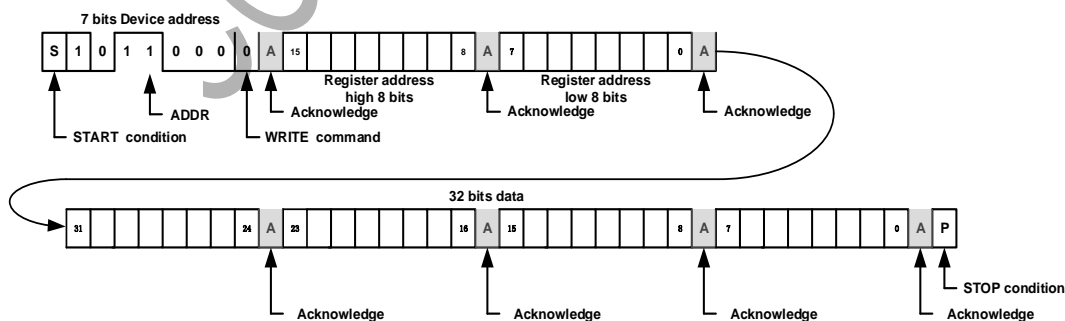 7 bits Device address
S 1 0 1 1 0 0 0 0 A 15 8 A 7 0 A
Register address
high 8 bits
Register address
low 8 bits
Acknowledge
Acknowledge
Acknowledge
ADDR
START condition
WRITE command
32 bits data
31 24 A 23 16 A 15 8 A 7 0 A P
STOP condition
Acknowledge
Acknowledge
Acknowledge
Acknowledge